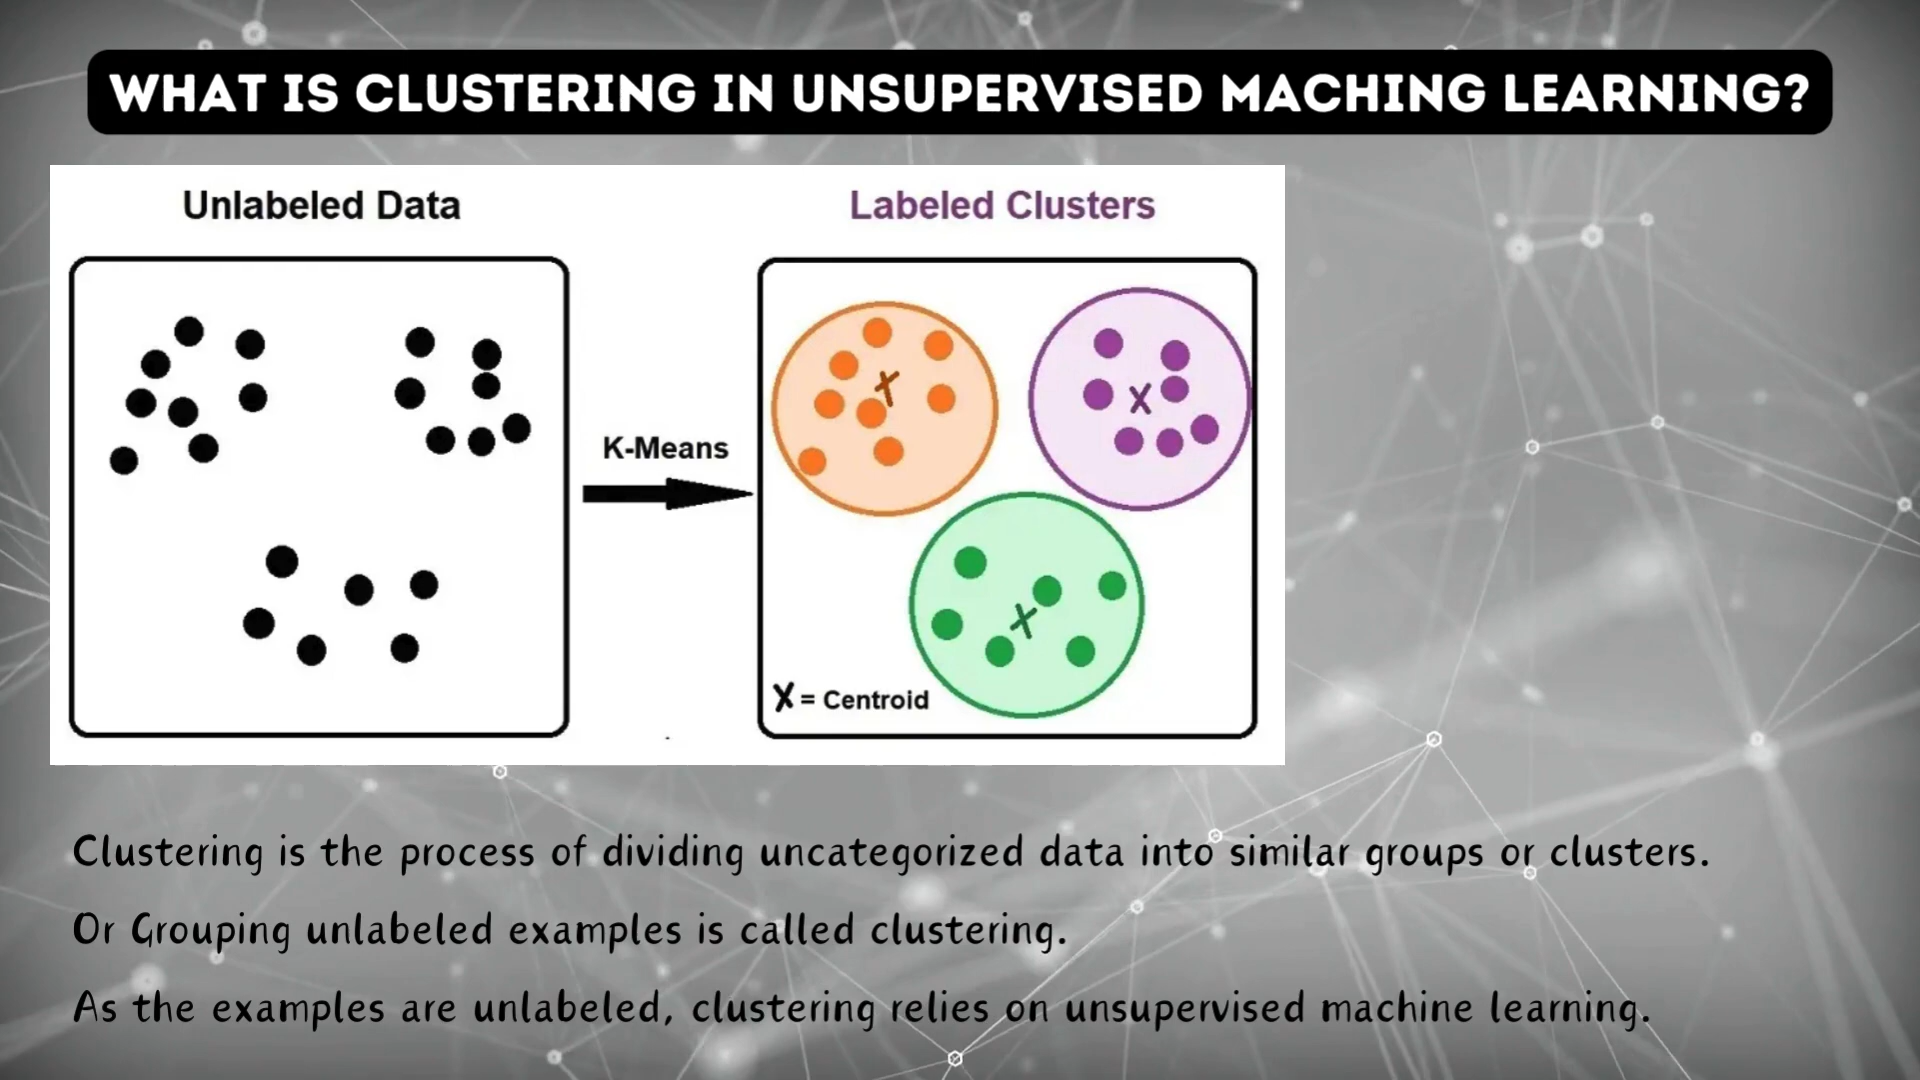 WHAT IS CLUSTERING IN UNSUPERVISED MACHING LEARNING?
Unlabeled Data
Labeled Clusters
K-Means
X = Centroid
Clustering is the process of dividing uncategorized data into similar groups or clusters.
Or Grouping unlabeled examples is called clustering.
As the examples are unlabeled, clustering relies on unsupervised machine learning.